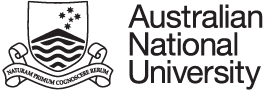 Australian
National
University
NATURAM PRIMUM COGNOSCERE RERUM